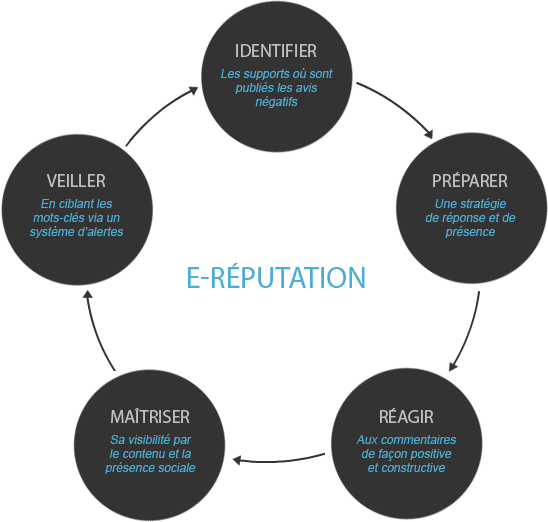 IDENTIFIER
Les supports où sont
publiés les avis
négatifs
VEILLER
En ciblant les
mots-clés via un
système d'alertes
PRÉPARER
Une stratégie
de réponse et de
présence
E-RÉPUTATION
MAÎTRISER
Sa visibilité par
le contenu et la
présence sociale
RÉAGIR
Aux commentaires
de façon positive
et constructive